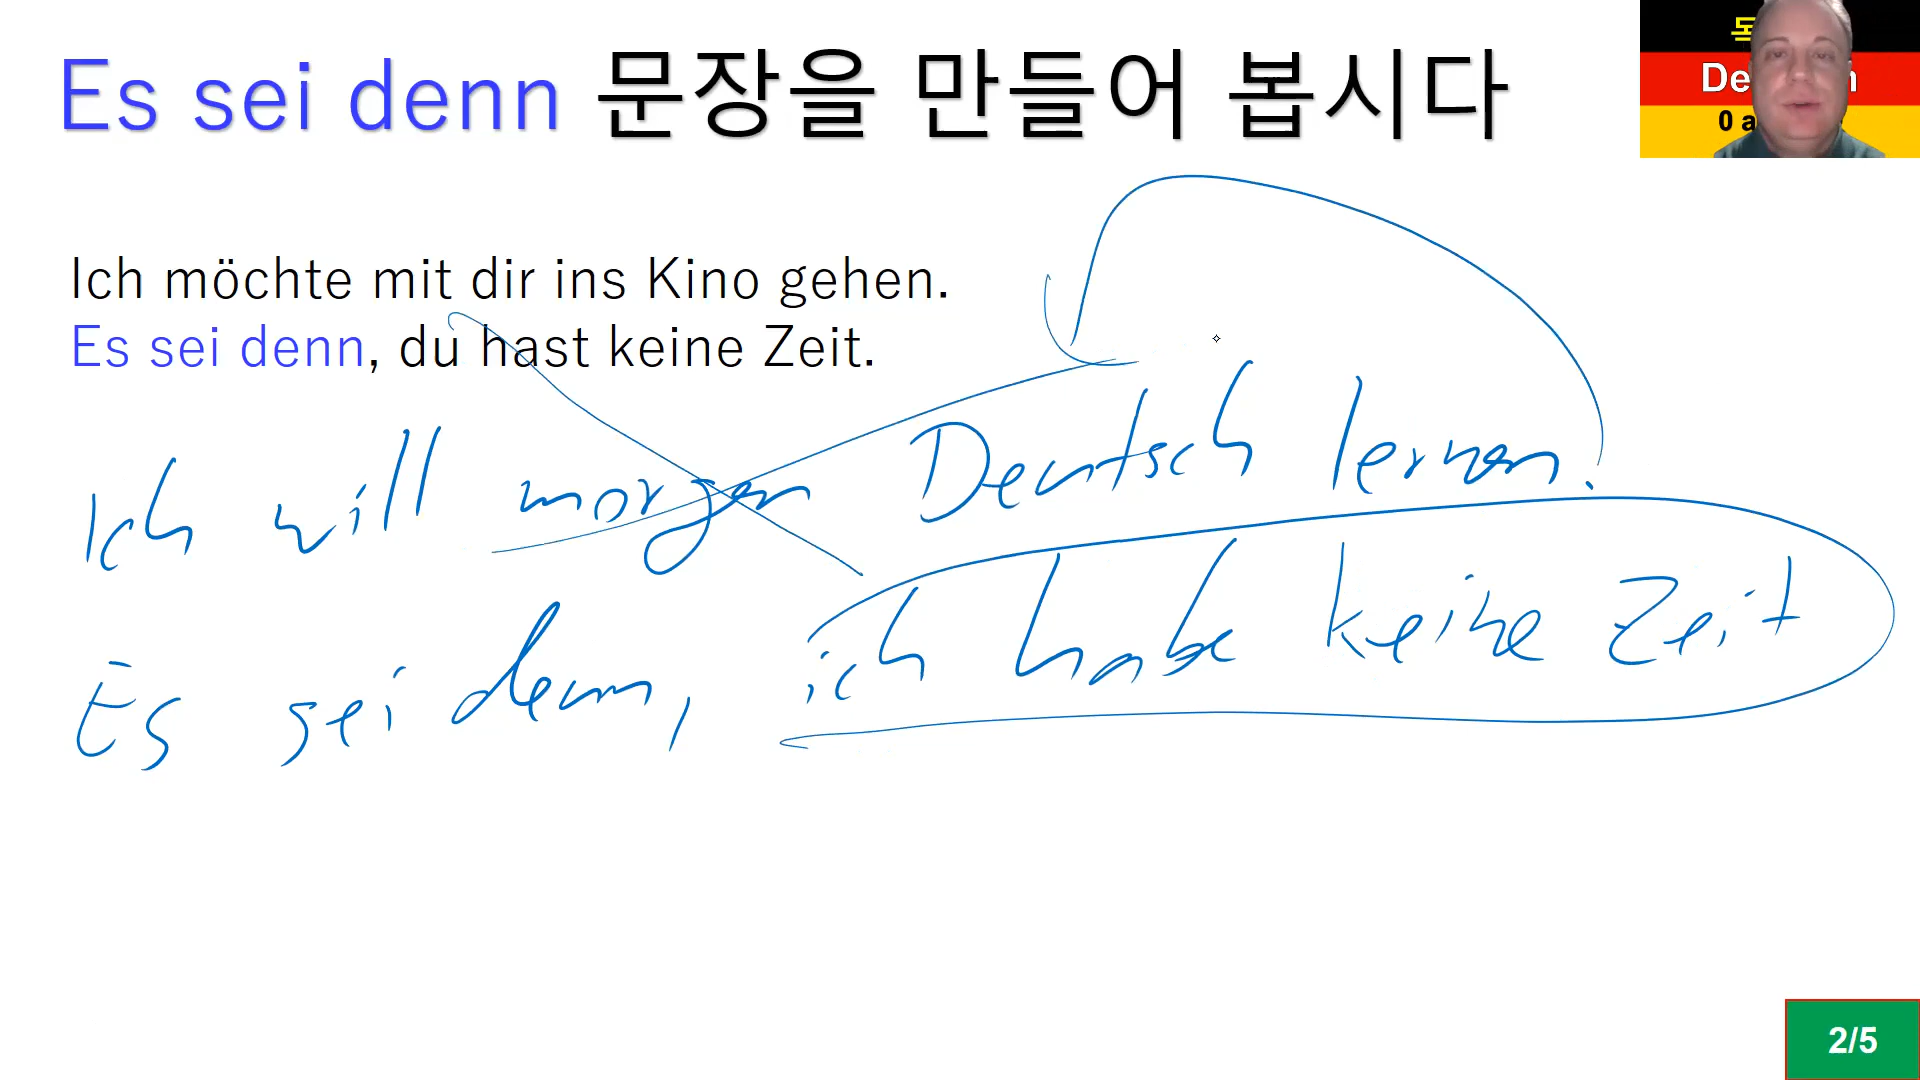 Es sei denn 문장을 만들어 봅시다
Ich möchte mit dir ins Kino gehen.
Es sei denn, du hast keine Zeit.
Ich will morgen Deutsch lernen.
Es sei denn, ich habe keine Zeit
2/5